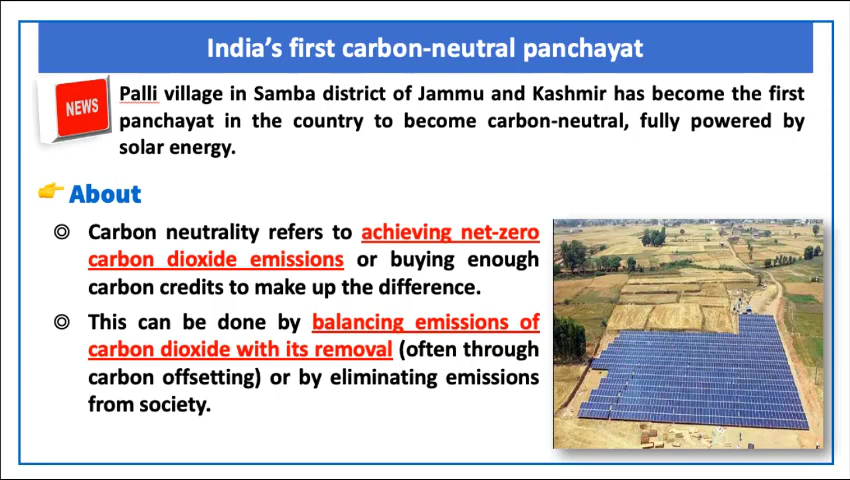 India's first carbon-neutral panchayat
NEWS
Palli village in Samba district of Jammu and Kashmir has become the first
panchayat in the country to become carbon-neutral, fully powered by
solar energy.
About
Carbon neutrality refers to achieving net-zero
carbon dioxide emissions or buying enough
carbon credits to make up the difference.
This can be done by balancing emissions of
carbon dioxide with its removal (often through
carbon offsetting) or by eliminating emissions
from society.